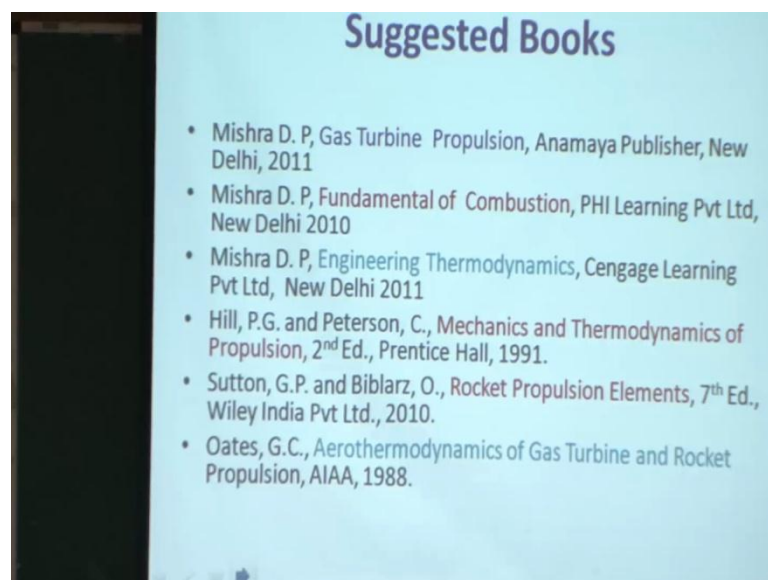 Suggested Books
• Mishra D. P, Gas Turbine Propulsion, Anamaya Publisher, New
Delhi, 2011
• Mishra D. P, Fundamental of Combustion, PHI Learning Pvt Ltd,
New Delhi 2010
• Mishra D. P, Engineering Thermodynamics, Cengage Learning
Pvt Ltd, New Delhi 2011
• Hill, P.G. and Peterson, C., Mechanics and Thermodynamics of
Propulsion, 2nd Ed., Prentice Hall, 1991.
• Sutton, G.P. and Biblarz, O., Rocket Propulsion Elements, 7th Ed.,
Wiley India Pvt Ltd., 2010.
• Oates, G.C., Aerothermodynamics of Gas Turbine and Rocket
Propulsion, AIAA, 1988.